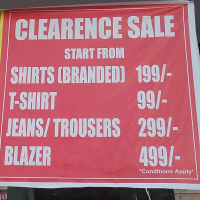 CLEARENCE SALE
START FROM
SHIRTS (BRANDED) 199/-
T-SHIRT 99/-
JEANS/ TROUSERS 299/-
BLAZER 499/-
*Conditions Apply*